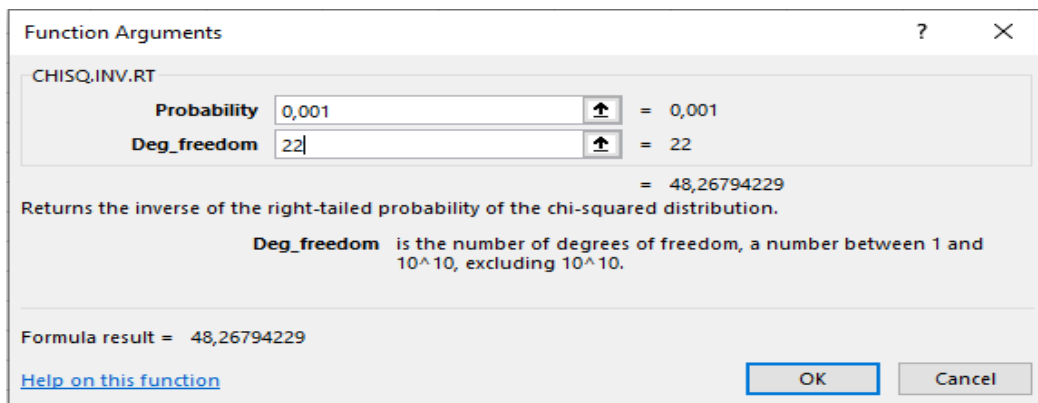 Function Arguments ? ×
CHISQ.INV.RT
Probability 0,001 = 0,001
Deg_freedom 22 = 22
= 48,26794229
Returns the inverse of the right-tailed probability of the chi-squared distribution.
Deg_freedom is the number of degrees of freedom, a number between 1 and
10^10, excluding 10^10.
Formula result = 48,26794229
Help on this function OK Cancel